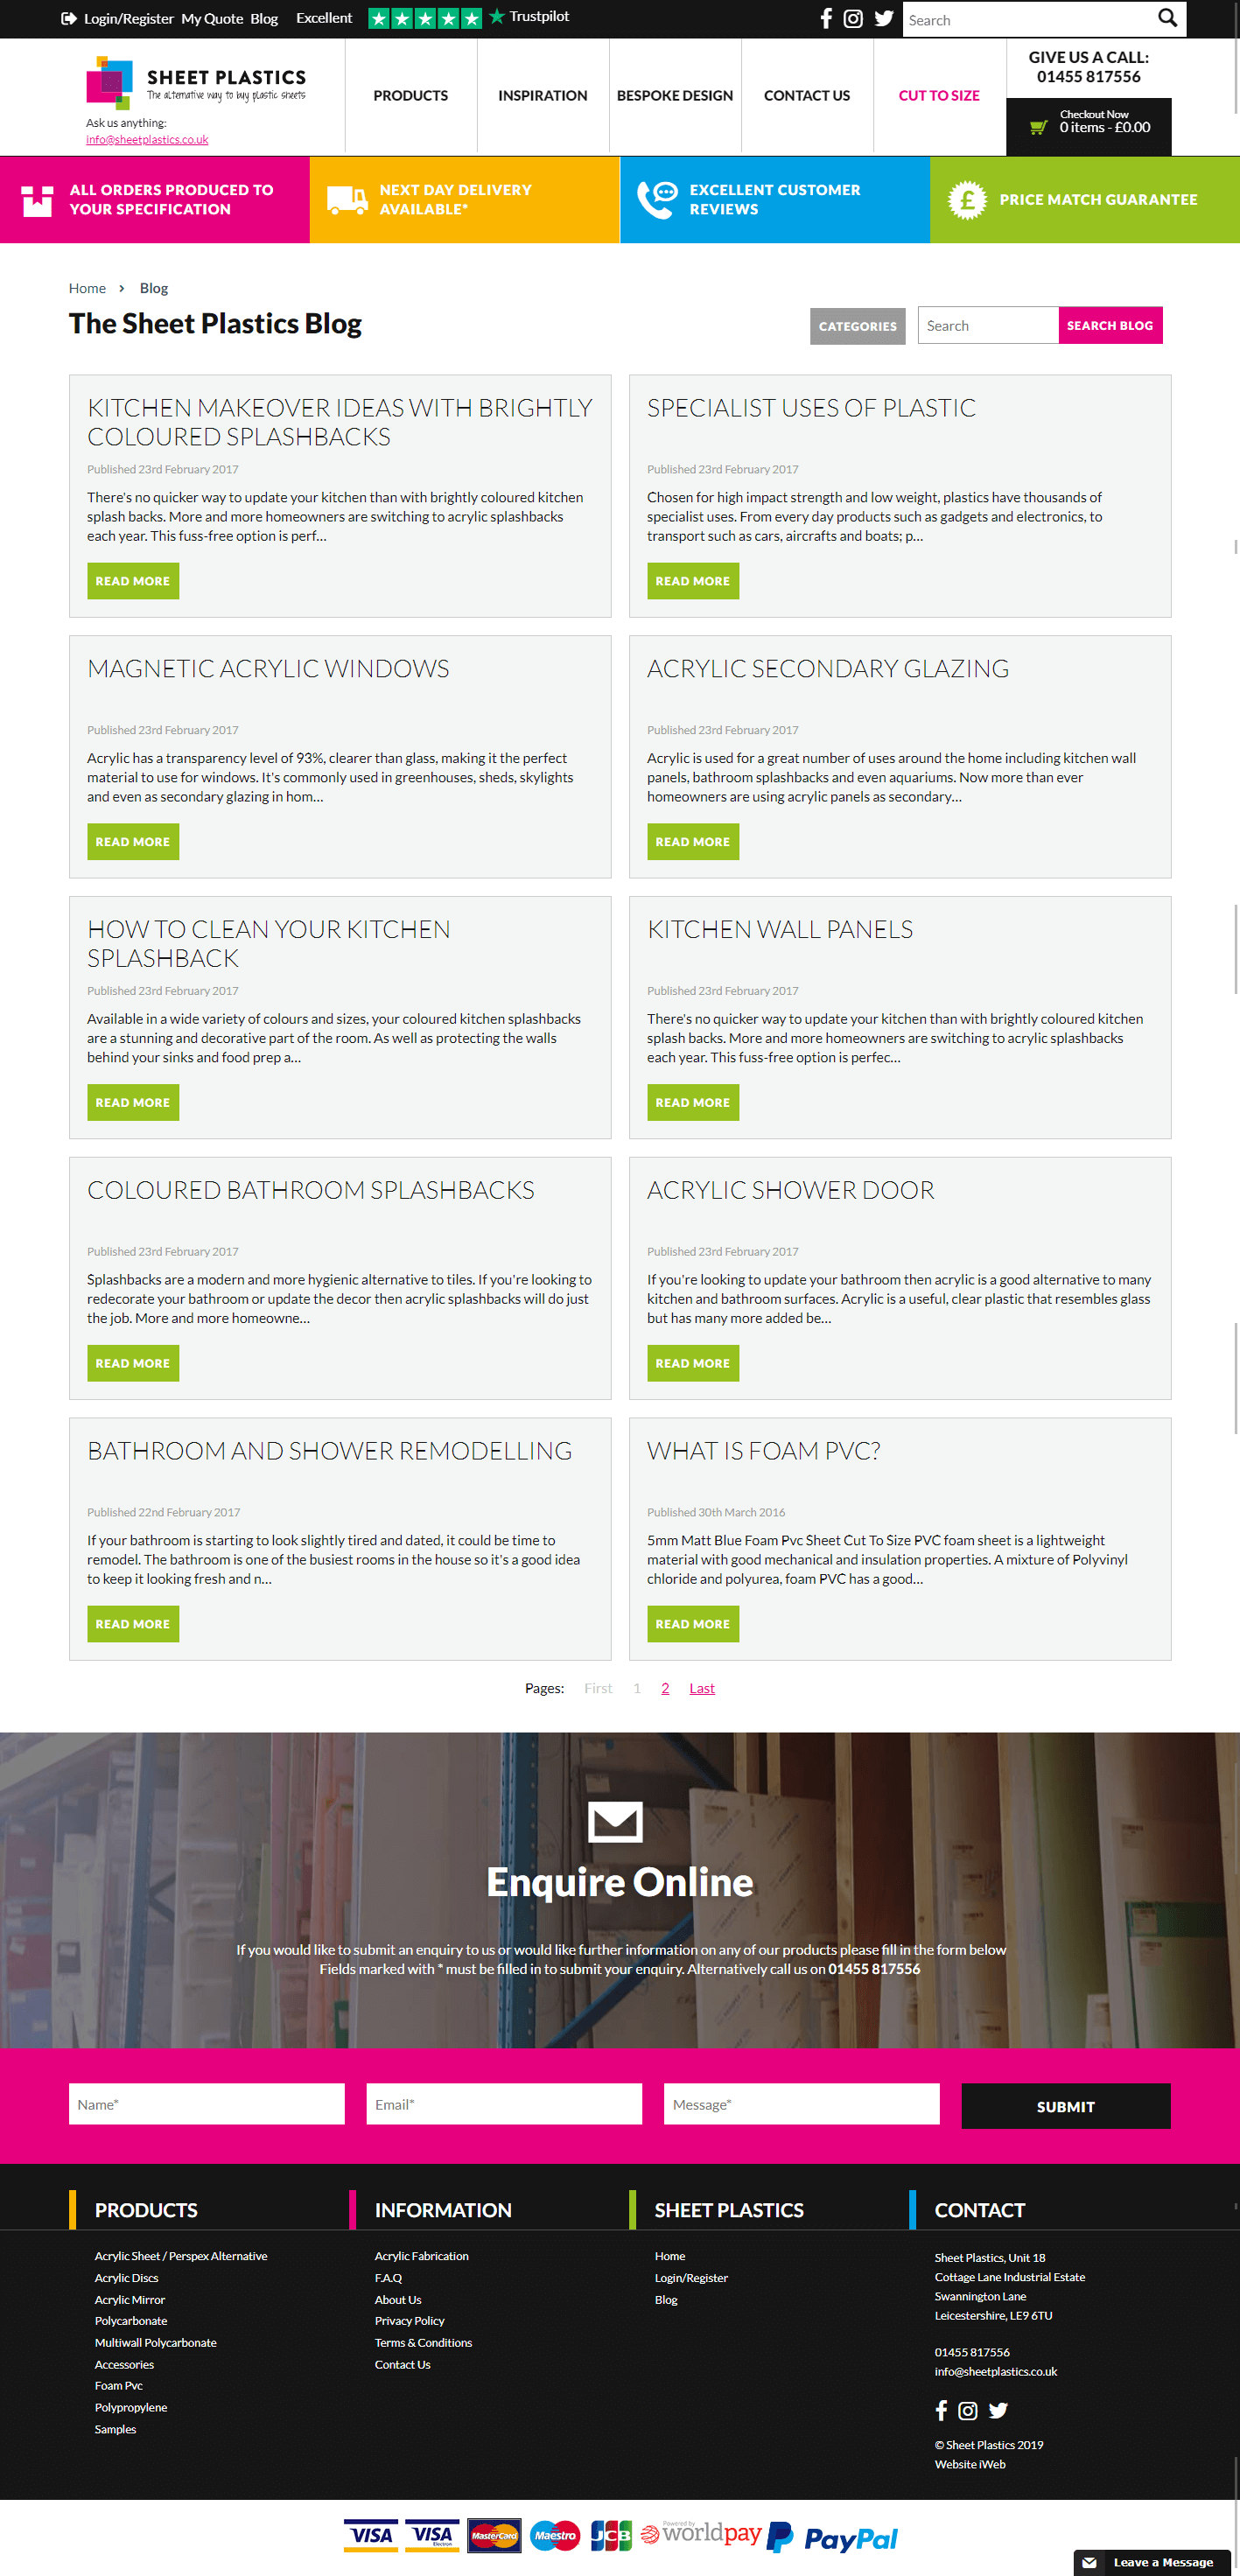 Login/Register My Quote Blog Excellent Trustpilot
Search
SHEET PLASTICS
The alternative way to buy plastic sheets
Ask us anything:
info@sheetplastics.co.uk
PRODUCTS
INSPIRATION
BESPOKE DESIGN
CONTACT US
CUT TO SIZE
GIVE US A CALL:
01455 817556
Checkout Now
0 items - £0.00
ALL ORDERS PRODUCED TO
YOUR SPECIFICATION
NEXT DAY DELIVERY
AVAILABLE*
EXCELLENT CUSTOMER
REVIEWS
PRICE MATCH GUARANTEE
Home > Blog
The Sheet Plastics Blog
CATEGORIES
Search
SEARCH BLOG
KITCHEN MAKEOVER IDEAS WITH BRIGHTLY
COLOURED SPLASHBACKS
Published 23rd February 2017
There's no quicker way to update your kitchen than with brightly coloured kitchen
splash backs. More and more homeowners are switching to acrylic splashbacks
each year. This fuss-free option is perf...
READ MORE
SPECIALIST USES OF PLASTIC
Published 23rd February 2017
Chosen for high impact strength and low weight, plastics have thousands of
specialist uses. From every day products such as gadgets and electronics, to
transport such as cars, aircrafts and boats; p...
READ MORE
MAGNETIC ACRYLIC WINDOWS
Published 23rd February 2017
Acrylic has a transparency level of 93%, clearer than glass, making it the perfect
material to use for windows. It's commonly used in greenhouses, sheds, skylights
and even as secondary glazing in hom...
READ MORE
ACRYLIC SECONDARY GLAZING
Published 23rd February 2017
Acrylic is used for a great number of uses around the home including kitchen wall
panels, bathroom splashbacks and even aquariums. Now more than ever
homeowners are using acrylic panels as secondary...
READ MORE
HOW TO CLEAN YOUR KITCHEN
SPLASHBACK
Published 23rd February 2017
Available in a wide variety of colours and sizes, your coloured kitchen splashbacks
are a stunning and decorative part of the room. As well as protecting the walls
behind your sinks and food prep a...
READ MORE
KITCHEN WALL PANELS
Published 23rd February 2017
There's no quicker way to update your kitchen than with brightly coloured kitchen
splash backs. More and more homeowners are switching to acrylic splashbacks
each year. This fuss-free option is perfec...
READ MORE
COLOURED BATHROOM SPLASHBACKS
Published 23rd February 2017
Splashbacks are a modern and more hygienic alternative to tiles. If you're looking to
redecorate your bathroom or update the decor then acrylic splashbacks will do just
the job. More and more homeowne...
READ MORE
ACRYLIC SHOWER DOOR
Published 23rd February 2017
If you're looking to update your bathroom then acrylic is a good alternative to many
kitchen and bathroom surfaces. Acrylic is a useful, clear plastic that resembles glass
but has many more added be...
READ MORE
BATHROOM AND SHOWER REMODELLING
Published 22nd February 2017
If your bathroom is starting to look slightly tired and dated, it could be time to
remodel. The bathroom is one of the busiest rooms in the house so it's a good idea
to keep it looking fresh and n...
READ MORE
WHAT IS FOAM PVC?
Published 30th March 2016
5mm Matt Blue Foam Pvc Sheet Cut To Size PVC foam sheet is a lightweight
material with good mechanical and insulation properties. A mixture of Polyvinyl
chloride and polyurea, foam PVC has a good...
READ MORE
Pages: First 1 2 Last
Enquire Online
If you would like to submit an enquiry to us or would like further information on any of our products please fill in the form below
Fields marked with * must be filled in to submit your enquiry. Alternatively call us on 01455 817556
Name*
Email*
Message*
SUBMIT
PRODUCTS
Acrylic Sheet / Perspex Alternative
Acrylic Discs
Acrylic Mirror
Polycarbonate
Multiwall Polycarbonate
Accessories
Foam Pvc
Polypropylene
Samples
INFORMATION
Acrylic Fabrication
F.A.Q
About Us
Privacy Policy
Terms & Conditions
Contact Us
SHEET PLASTICS
Home
Login/Register
Blog
CONTACT
Sheet Plastics, Unit 18
Cottage Lane Industrial Estate
Swannington Lane
Leicestershire, LE9 6TU
01455 817556
info@sheetplastics.co.uk
© Sheet Plastics 2019
Website iWeb
VISA
VISA Electron
MasterCard
Maestro
JCB
Powered by
worldpay
PayPal
Leave a Message